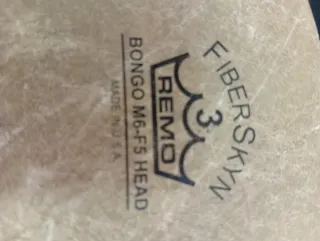 FIBERSKYN
3
REMO
BONGO M6-F5 HEAD
MADE IN U.S.A.